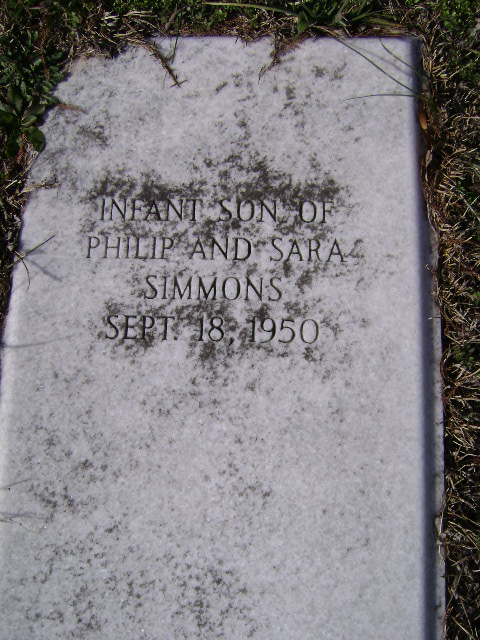 INFANT SON OF
PHILIP AND SARA
SIMMONS
SEPT. 18, 1950